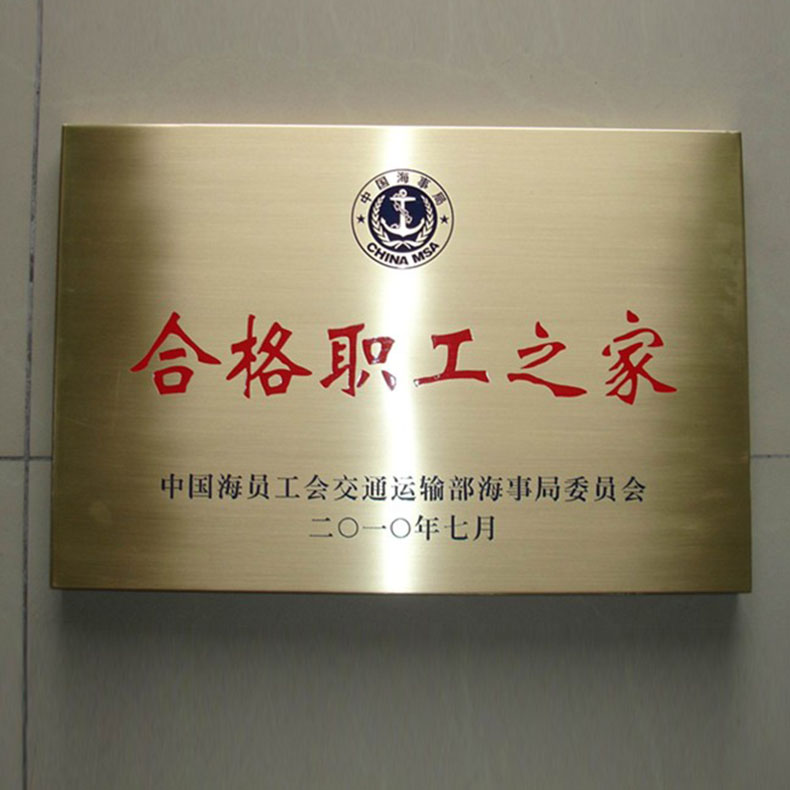 中国海事局
CHINA MSA
合格职工之家
中国海员工会交通运输部海事局委员会
二〇一〇年七月